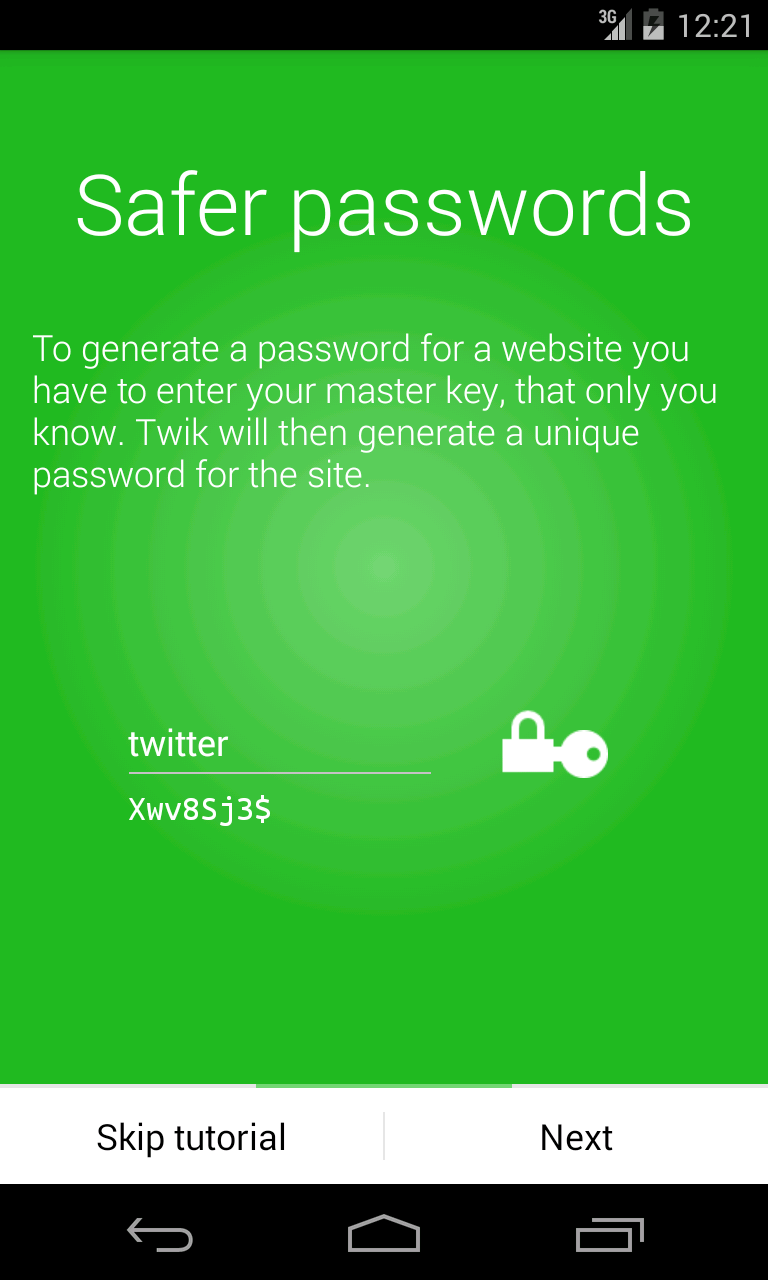 3G 12:21
Safer passwords
To generate a password for a website you
have to enter your master key, that only you
know. Twik will then generate a unique
password for the site.
twitter
Xwv8Sj3$
Skip tutorial Next